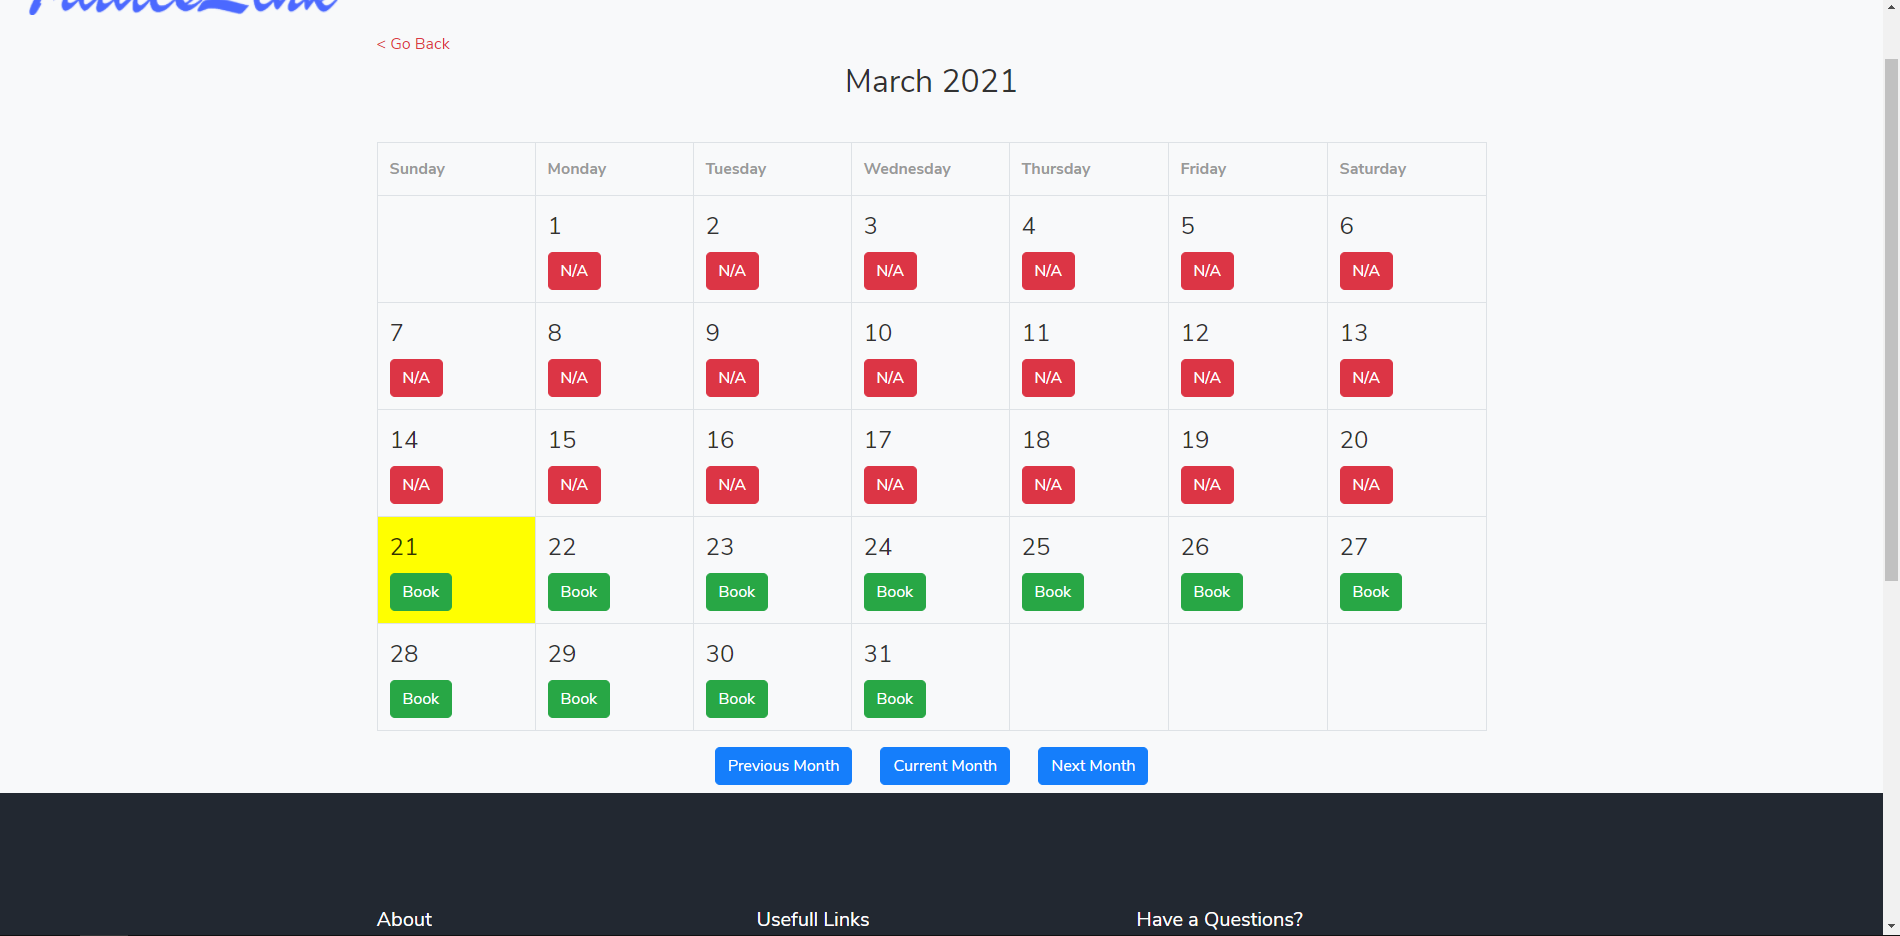 < Go Back
March 2021
Sunday Monday Tuesday Wednesday Thursday Friday Saturday
1 2 3 4 5 6
N/A N/A N/A N/A N/A N/A
7 8 9 10 11 12 13
N/A N/A N/A N/A N/A N/A N/A
14 15 16 17 18 19 20
N/A N/A N/A N/A N/A N/A N/A
21 22 23 24 25 26 27
Book Book Book Book Book Book Book
28 29 30 31
Book Book Book Book
Previous Month Current Month Next Month
About Usefull Links Have a Questions?